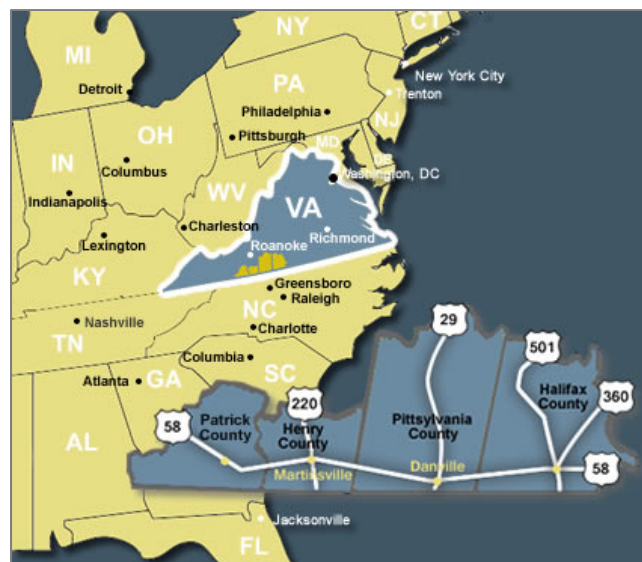 NY
CT
MI
Detroit
PA
New York City
Trenton
Philadelphia
NJ
OH
Pittsburgh
MD
IN
Columbus
DE
Washington, DC
WV
Indianapolis
VA
Charleston
Richmond
Lexington
Roanoke
KY
Greensboro
Raleigh
NC
Nashville
TN
Charlotte
29
501
Columbia
Atlanta
GA
SC
Halifax
County
360
220
58
Patrick
County
Henry
County
Pittsylvania
County
AL
Martinsville
Danville
58
Jacksonville
FL